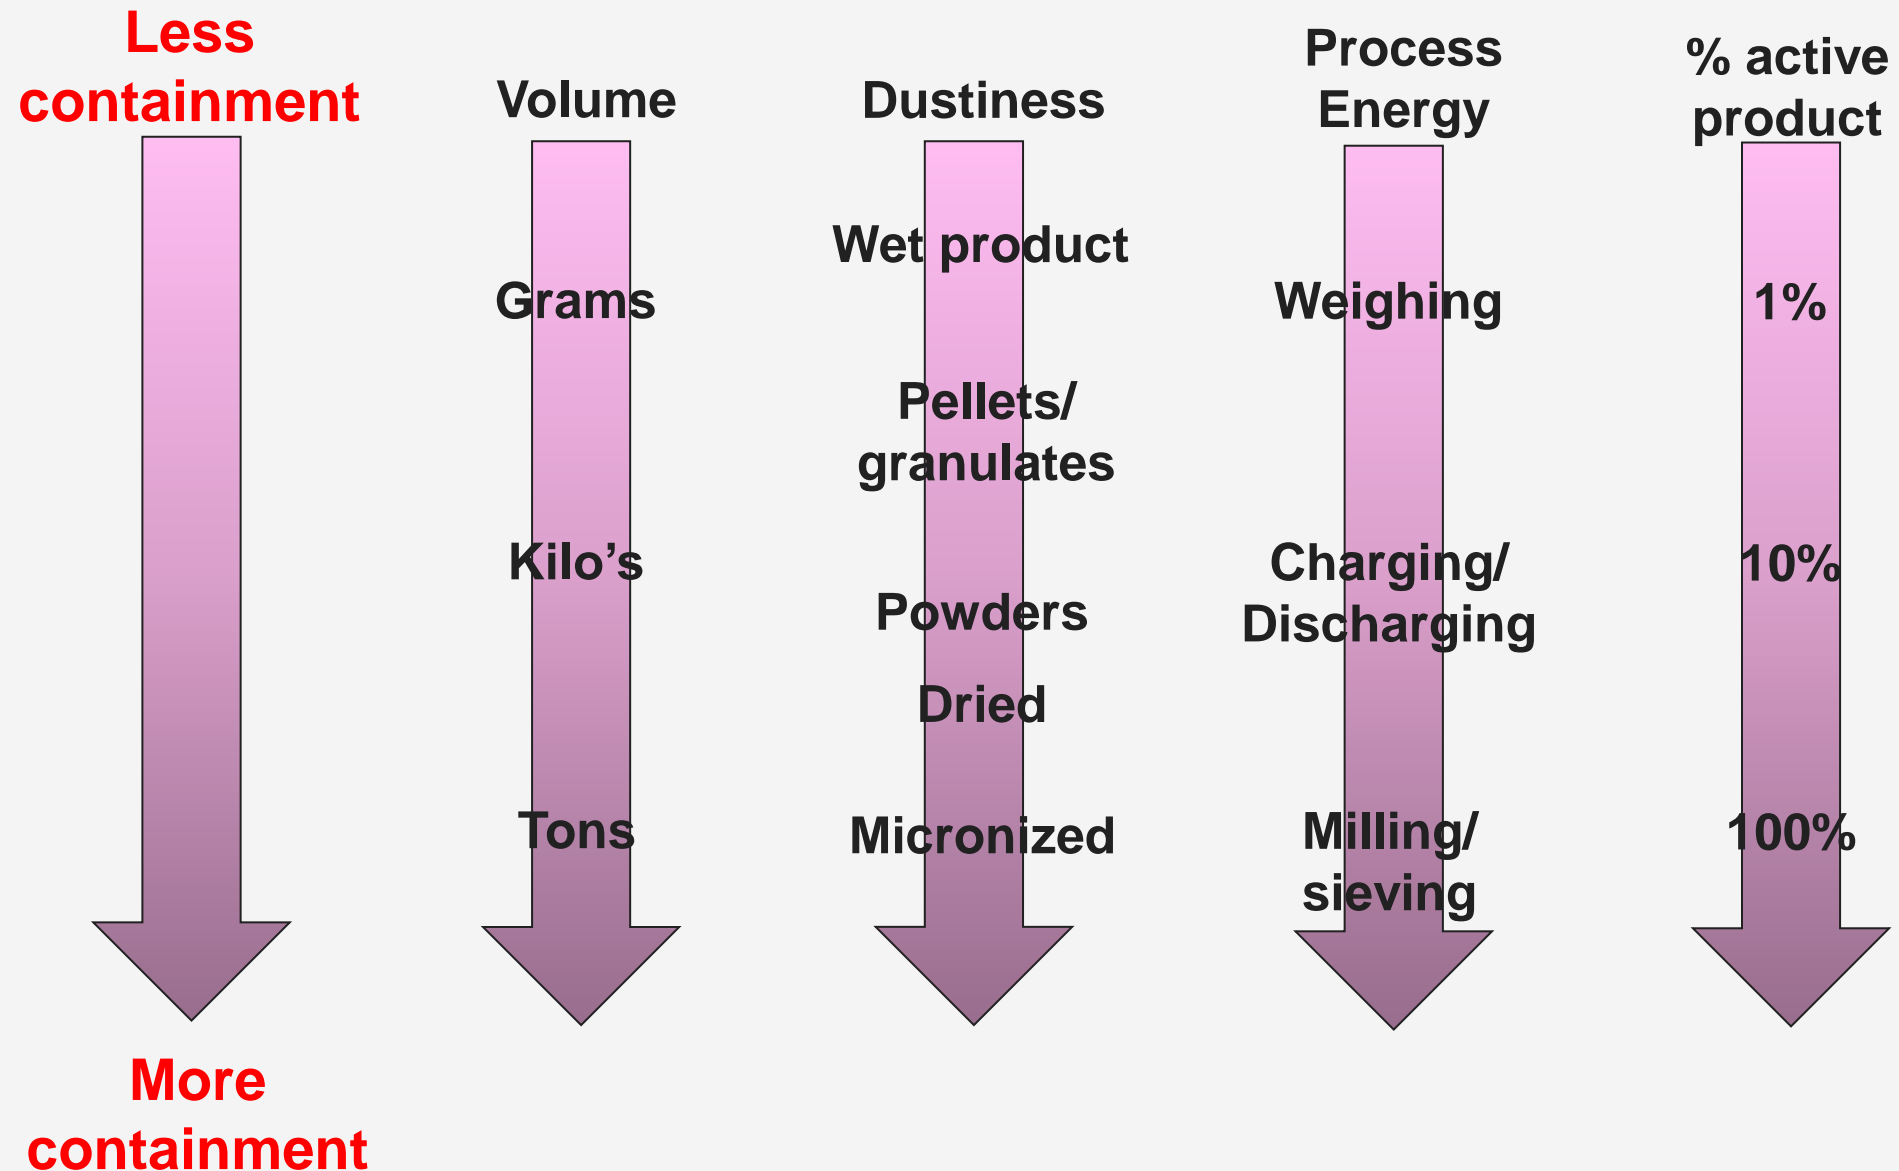 Less
containment
Volume
Dustiness
Process
Energy
% active
product
Wet product
Grams
Weighing
1%
Pellets/
granulates
Kilo’s
Charging/
Discharging
10%
Powders
Dried
Tons
Micronized
Milling/
sieving
100%
More
containment